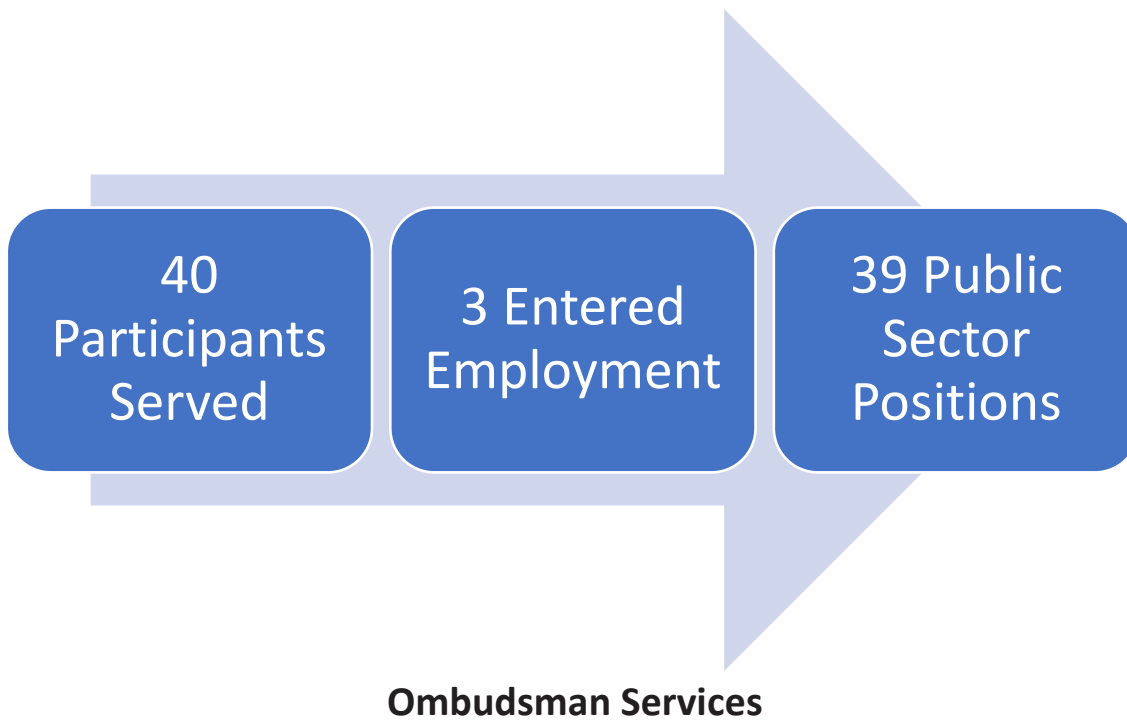 40
Participants
Served
3 Entered
Employment
39 Public
Sector
Positions
Ombudsman Services